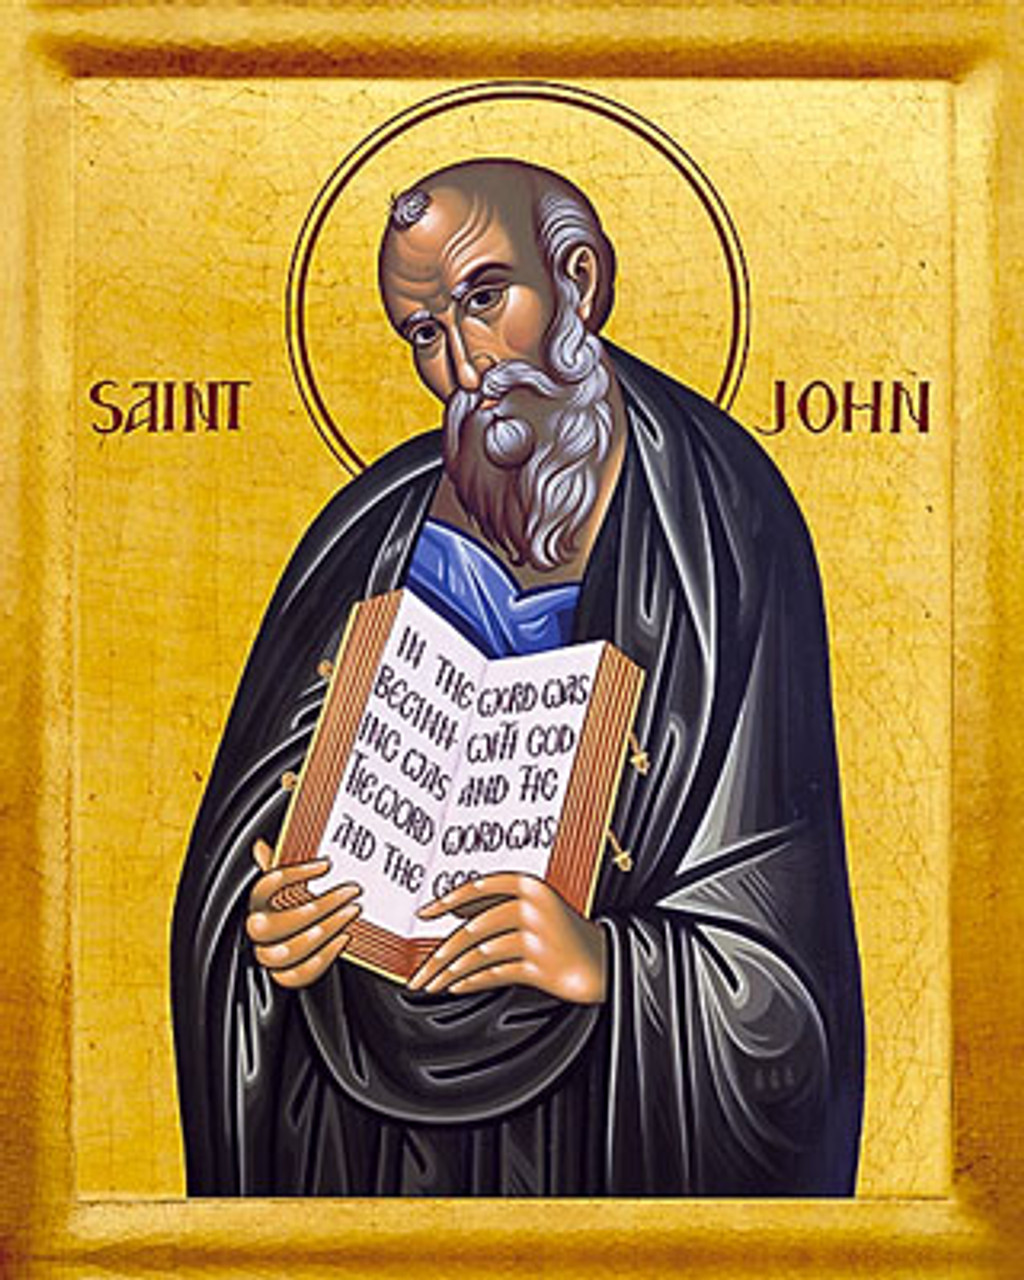 SAINT
JOHN
IN THE
BEGINN-
ING WAS
THE WORD
AND THE
WORD WAS
WITH GOD
AND THE
WORD WAS
GOD